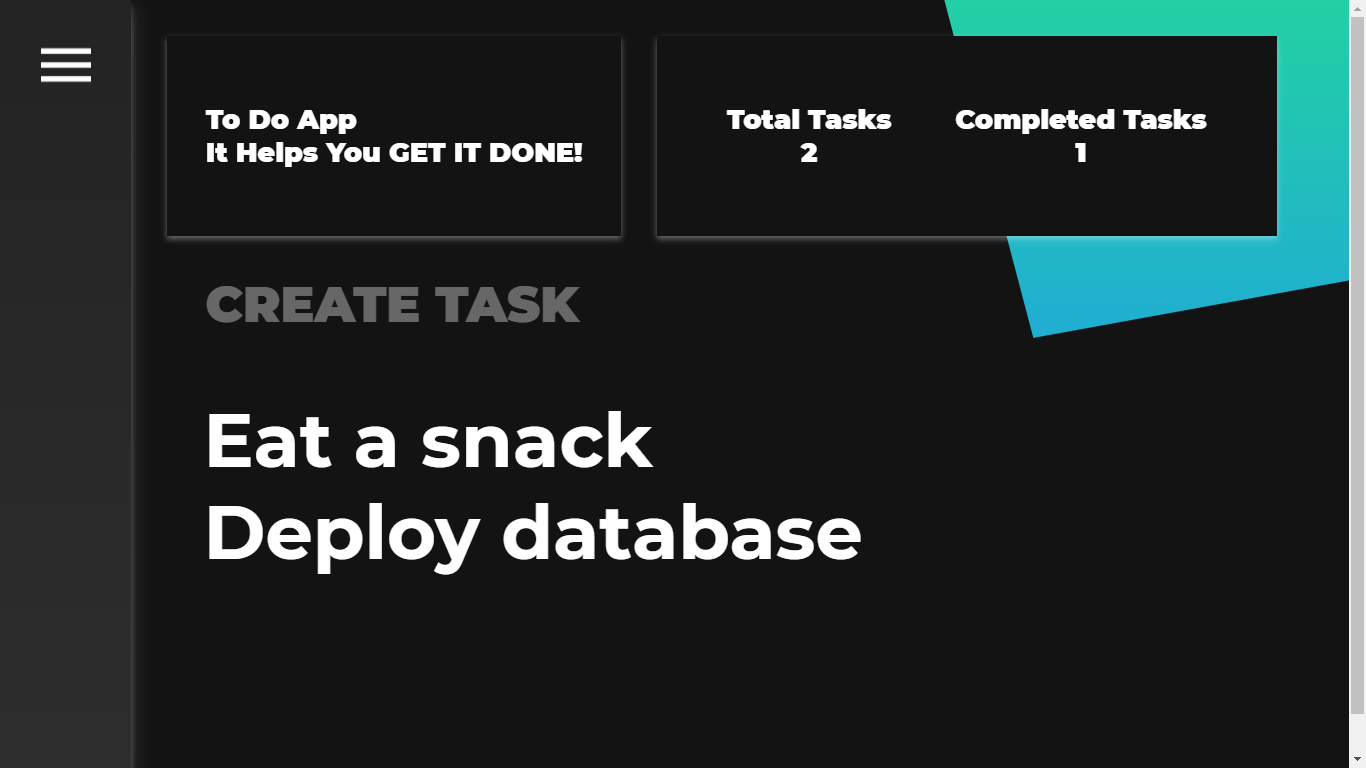 To Do App
It Helps You GET IT DONE!
Total Tasks
2
Completed Tasks
1
CREATE TASK
Eat a snack
Deploy database